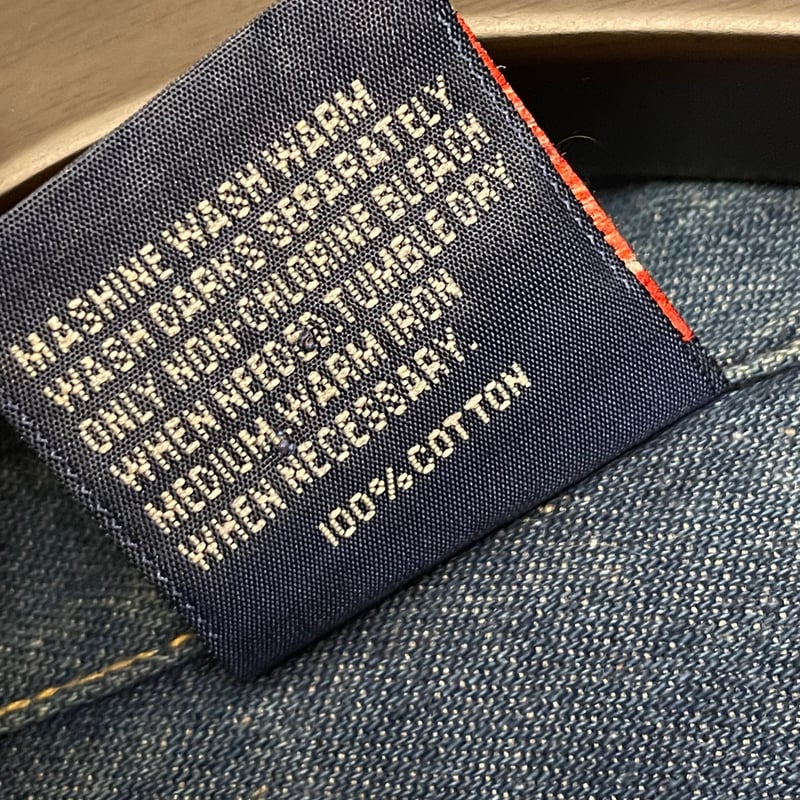 MASHINE WASH WARM
WASH DARKS SEPARATELY
ONLY NON-CHLORINE BLEACH
WHEN NEEDED.TUMBLE DRY
MEDIUM,WARM IRON
WHEN NECESSARY.
100%COTTON